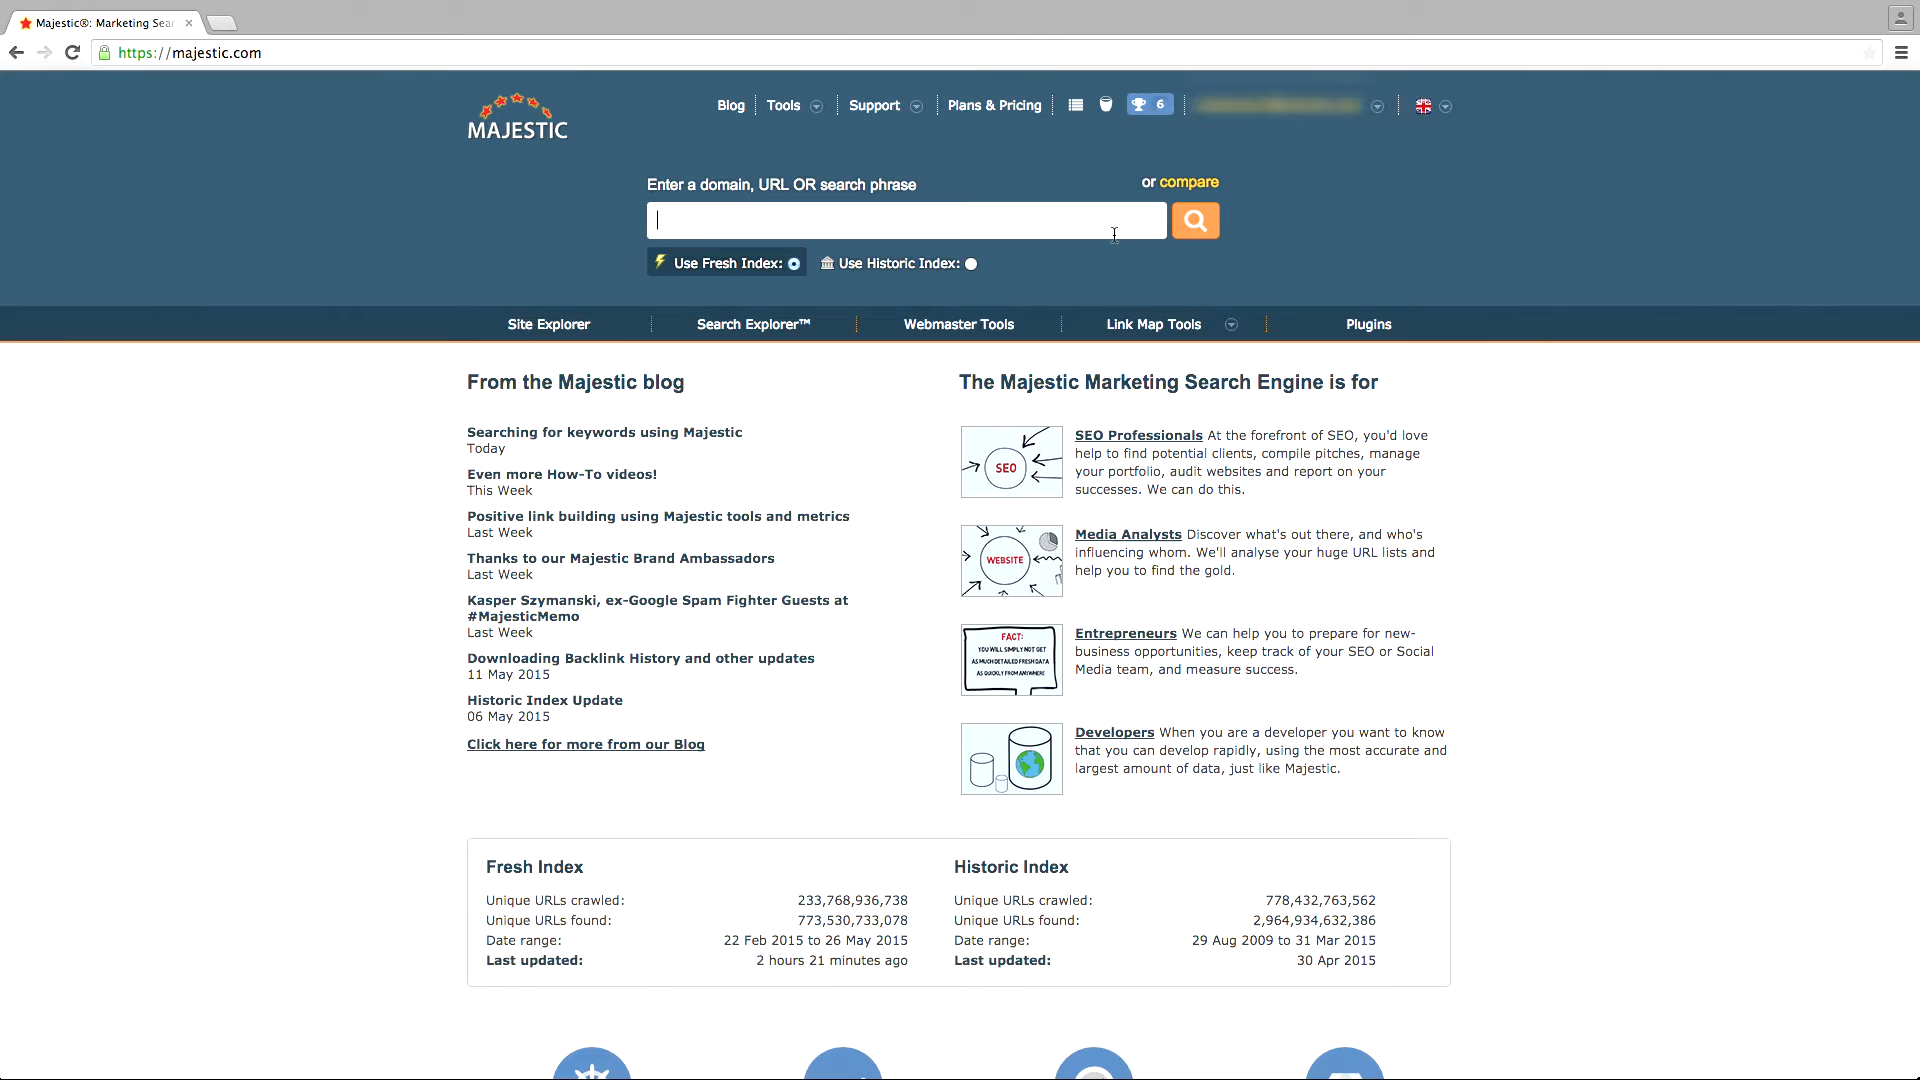 Majestic®: Marketing Sear
https://majestic.com
MAJESTIC
Blog
Tools
Support
Plans & Pricing
6
Enter a domain, URL OR search phrase
or compare
Use Fresh Index:
Use Historic Index:
Site Explorer
Search Explorer™
Webmaster Tools
Link Map Tools
Plugins
From the Majestic blog
Searching for keywords using Majestic
Today
Even more How-To videos!
This Week
Positive link building using Majestic tools and metrics
Last Week
Thanks to our Majestic Brand Ambassadors
Last Week
Kasper Szymanski, ex-Google Spam Fighter Guests at
#MajesticMemo
Last Week
Downloading Backlink History and other updates
11 May 2015
Historic Index Update
06 May 2015
Click here for more from our Blog
The Majestic Marketing Search Engine is for
SEO
SEO Professionals At the forefront of SEO, you'd love
help to find potential clients, compile pitches, manage
your portfolio, audit websites and report on your
successes. We can do this.
WEBSITE
Media Analysts Discover what's out there, and who's
influencing whom. We'll analyse your huge URL lists and
help you to find the gold.
FACT:
YOU WILL SIMPLY NOT GET
AS MUCH DETAILED FRESH DATA
AS QUICKLY FROM ANYWHERE
Entrepreneurs We can help you to prepare for new-
business opportunities, keep track of your SEO or Social
Media team, and measure success.
Developers When you are a developer you want to know
that you can develop rapidly, using the most accurate and
largest amount of data, just like Majestic.
Fresh Index
Unique URLs crawled: 233,768,936,738
Unique URLs found: 773,530,733,078
Date range: 22 Feb 2015 to 26 May 2015
Last updated: 2 hours 21 minutes ago
Historic Index
Unique URLs crawled: 778,432,763,562
Unique URLs found: 2,964,934,632,386
Date range: 29 Aug 2009 to 31 Mar 2015
Last updated: 30 Apr 2015